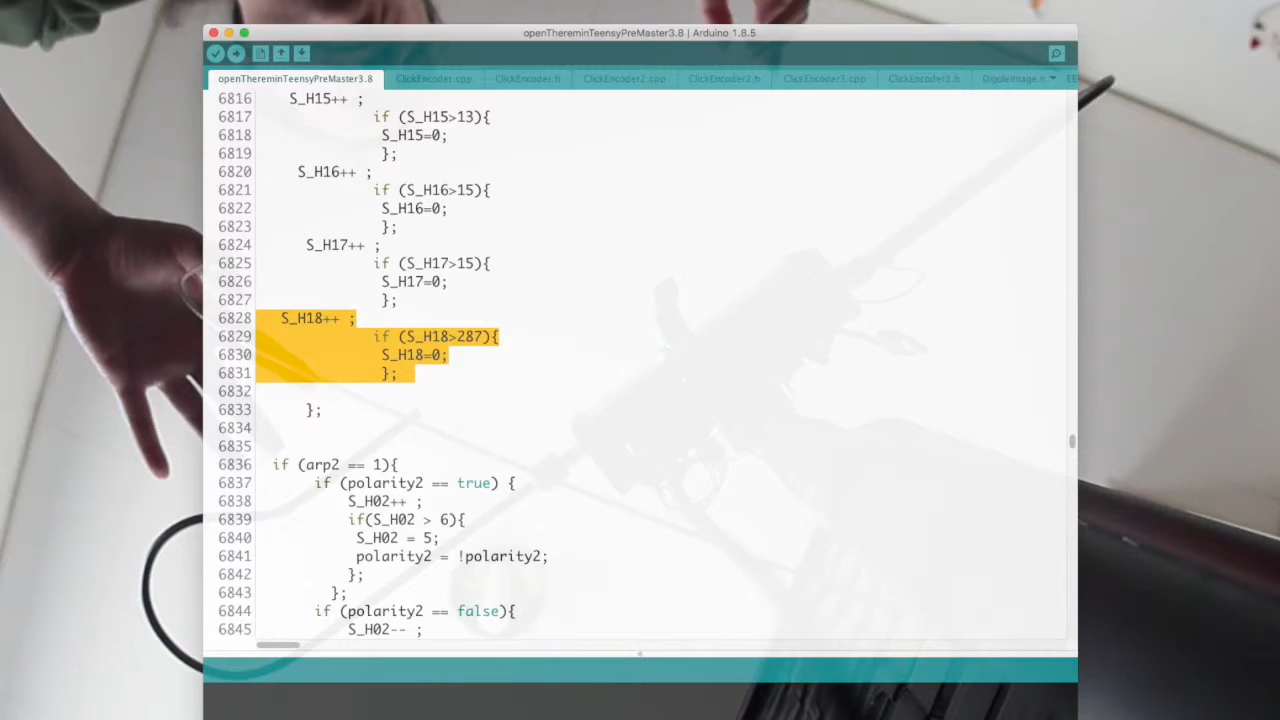 openThereminTeensyPreMaster3.8 | Arduino 1.8.5
openThereminTeensyPreMaster3.8 ClickEncoder.cpp ClickEncoder.h ClickEncoder2.cpp ClickEncoder2.h ClickEncoder3.cpp ClickEncoder3.h DigoleImage.h
6816 S_H15++ ;
6817 if (S_H15>13){
6818 S_H15=0;
6819 };
6820 S_H16++ ;
6821 if (S_H16>15){
6822 S_H16=0;
6823 };
6824 S_H17++ ;
6825 if (S_H17>15){
6826 S_H17=0;
6827 };
6828 S_H18++ ;
6829 if (S_H18>287){
6830 S_H18=0;
6831 };
6832
6833 };
6834
6835
6836 if (arp2 == 1){
6837 if (polarity2 == true) {
6838 S_H02++ ;
6839 if(S_H02 > 6){
6840 S_H02 = 5;
6841 polarity2 = !polarity2;
6842 };
6843 };
6844 if (polarity2 == false){
6845 S_H02-- ;